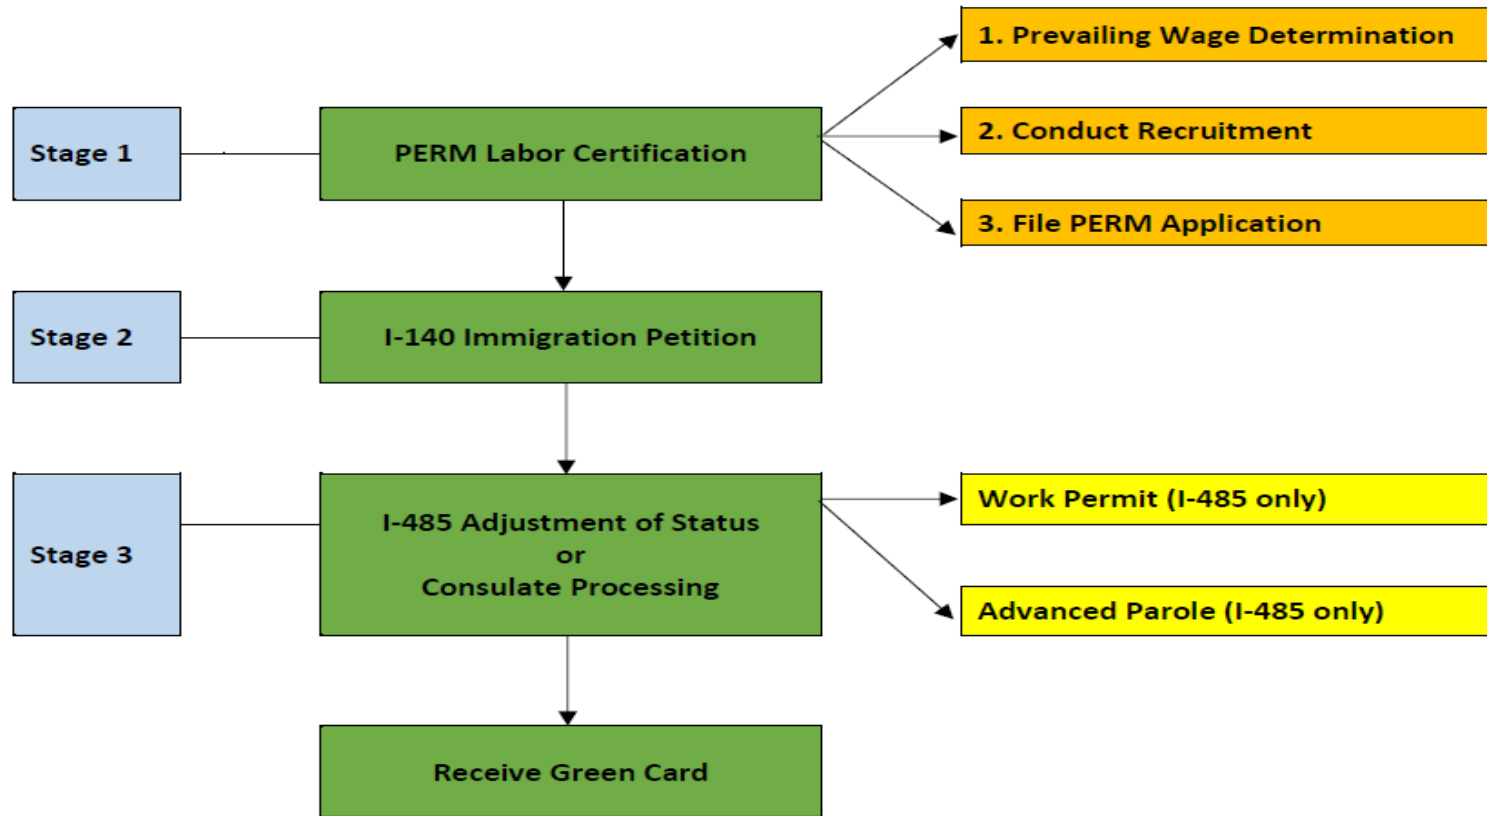 Stage 1
PERM Labor Certification
1. Prevailing Wage Determination
2. Conduct Recruitment
3. File PERM Application
Stage 2
I-140 Immigration Petition
Stage 3
I-485 Adjustment of Status
or
Consulate Processing
Work Permit (I-485 only)
Advanced Parole (I-485 only)
Receive Green Card